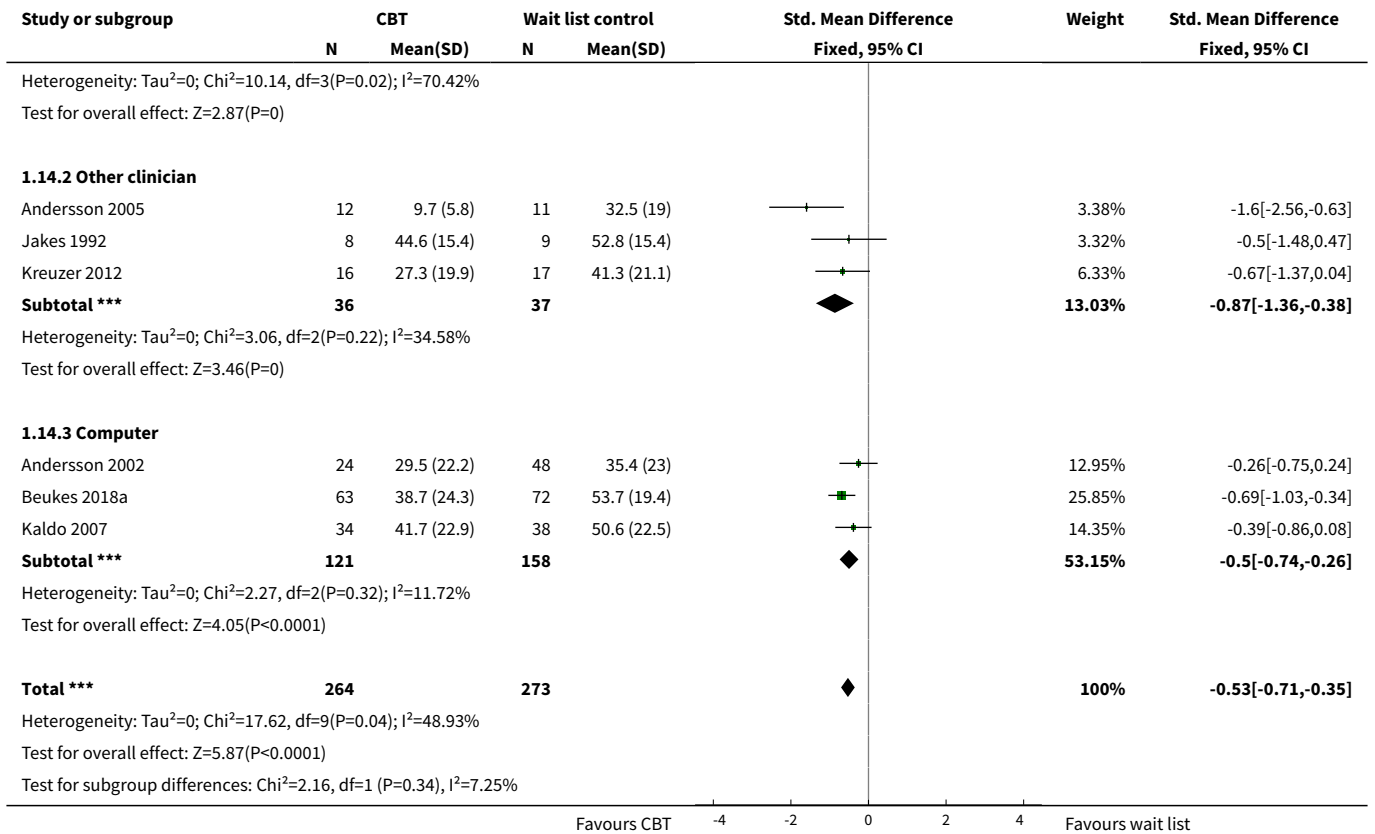 Study or subgroup CBT Wait list control Std. Mean Difference Weight Std. Mean Difference
N Mean(SD) N Mean(SD) Fixed, 95% CI Fixed, 95% CI
Heterogeneity: Tau²=0; Chi²=10.14, df=3(P=0.02); I²=70.42%
Test for overall effect: Z=2.87(P=0)
1.14.2 Other clinician
Andersson 2005 12 9.7 (5.8) 11 32.5 (19) 3.38% -1.6[-2.56,-0.63]
Jakes 1992 8 44.6 (15.4) 9 52.8 (15.4) 3.32% -0.5[-1.48,0.47]
Kreuzer 2012 16 27.3 (19.9) 17 41.3 (21.1) 6.33% -0.67[-1.37,0.04]
Subtotal *** 36 37 13.03% -0.87[-1.36,-0.38]
Heterogeneity: Tau²=0; Chi²=3.06, df=2(P=0.22); I²=34.58%
Test for overall effect: Z=3.46(P=0)
1.14.3 Computer
Andersson 2002 24 29.5 (22.2) 48 35.4 (23) 12.95% -0.26[-0.75,0.24]
Beukes 2018a 63 38.7 (24.3) 72 53.7 (19.4) 25.85% -0.69[-1.03,-0.34]
Kaldo 2007 34 41.7 (22.9) 38 50.6 (22.5) 14.35% -0.39[-0.86,0.08]
Subtotal *** 121 158 53.15% -0.5[-0.74,-0.26]
Heterogeneity: Tau²=0; Chi²=2.27, df=2(P=0.32); I²=11.72%
Test for overall effect: Z=4.05(P<0.0001)
Total *** 264 273 100% -0.53[-0.71,-0.35]
Heterogeneity: Tau²=0; Chi²=17.62, df=9(P=0.04); I²=48.93%
Test for overall effect: Z=5.87(P<0.0001)
Test for subgroup differences: Chi²=2.16, df=1 (P=0.34), I²=7.25%
Favours CBT -4 -2 0 2 4 Favours wait list